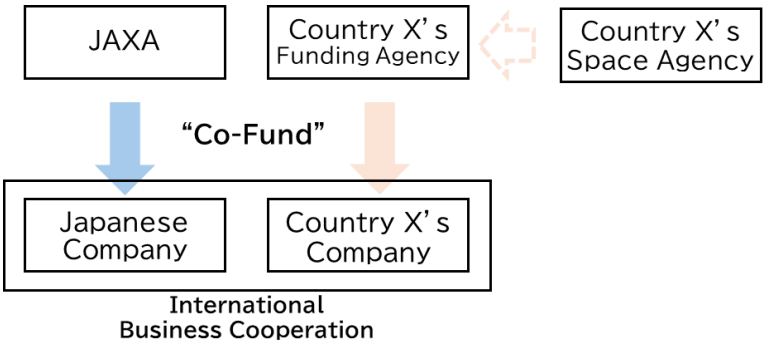 JAXA
Country X’s
Funding Agency
Country X’s
Space Agency
“Co-Fund”
Japanese
Company
Country X’s
Company
International
Business Cooperation